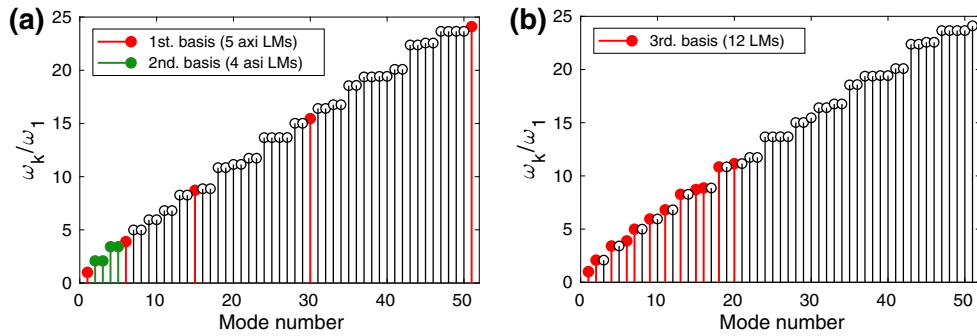 (a)
25
20
15
10
5
0
ω_k/ω_1
1st. basis (5 axi LMs)
2nd. basis (4 asi LMs)
0 10 20 30 40 50
Mode number
(b)
25
20
15
10
5
0
ω_k/ω_1
3rd. basis (12 LMs)
0 10 20 30 40 50
Mode number